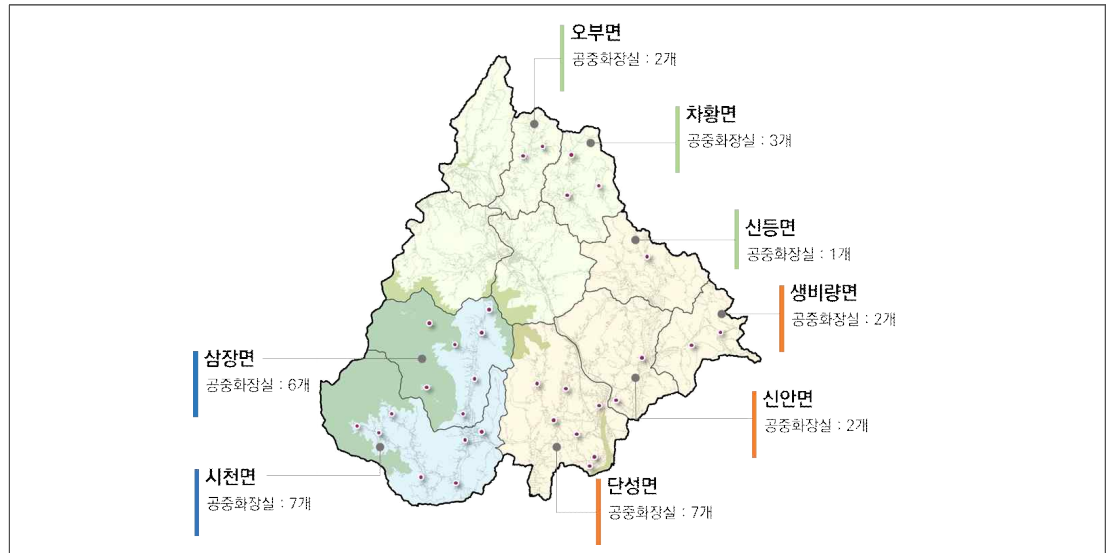 오부면
공중화장실 : 2개
차황면
공중화장실 : 3개
신등면
공중화장실 : 1개
생비량면
공중화장실 : 2개
삼장면
공중화장실 : 6개
신안면
공중화장실 : 2개
시천면
공중화장실 : 7개
단성면
공중화장실 : 7개